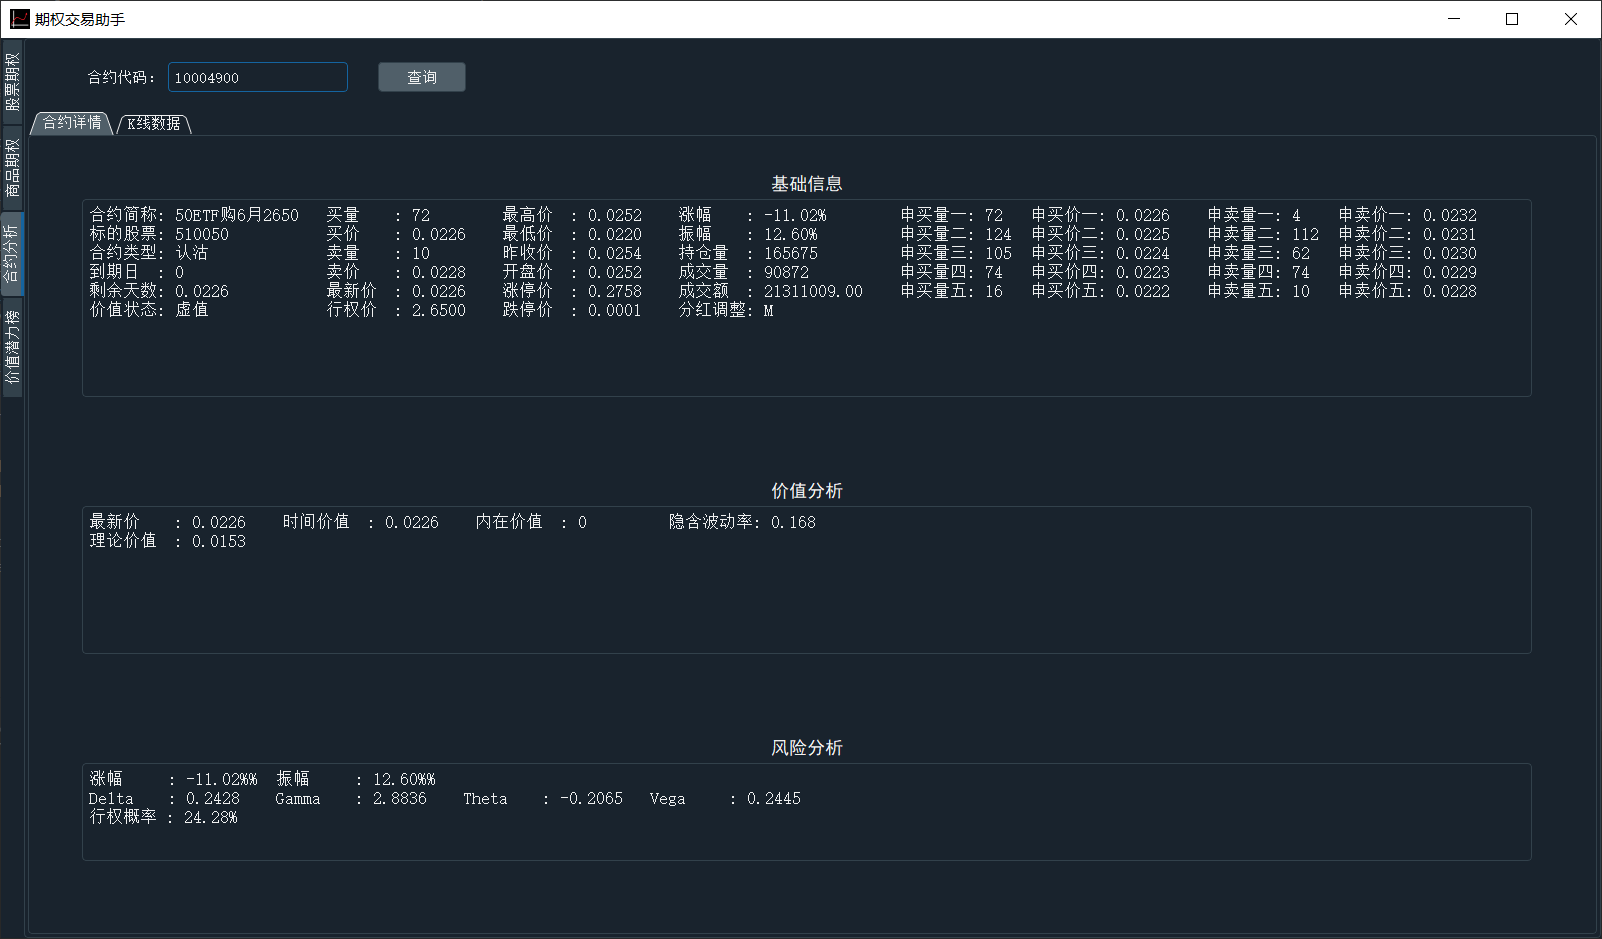 期权交易助手
股票期权
商品期权
合约分析
价值潜力榜
合约代码: 10004900 查询
合约详情 K线数据
基础信息
合约简称: 50ETF购6月2650 买量 : 72 最高价 : 0.0252 涨幅 : -11.02% 申买量一: 72 申买价一: 0.0226 申卖量一: 4 申卖价一: 0.0232
标的股票: 510050 买价 : 0.0226 最低价 : 0.0220 振幅 : 12.60% 申买量二: 124 申买价二: 0.0225 申卖量二: 112 申卖价二: 0.0231
合约类型: 认沽 卖量 : 10 昨收价 : 0.0254 持仓量 : 165675 申买量三: 105 申买价三: 0.0224 申卖量三: 62 申卖价三: 0.0230
到期日 : 0 卖价 : 0.0228 开盘价 : 0.0252 成交量 : 90872 申买量四: 74 申买价四: 0.0223 申卖量四: 74 申卖价四: 0.0229
剩余天数: 0.0226 最新价 : 0.0226 涨停价 : 0.2758 成交额 : 21311009.00 申买量五: 16 申买价五: 0.0222 申卖量五: 10 申卖价五: 0.0228
价值状态: 虚值 行权价 : 2.6500 跌停价 : 0.0001 分红调整: M
价值分析
最新价 : 0.0226 时间价值 : 0.0226 内在价值 : 0 隐含波动率: 0.168
理论价值 : 0.0153
风险分析
涨幅 : -11.02%% 振幅 : 12.60%%
Delta : 0.2428 Gamma : 2.8836 Theta : -0.2065 Vega : 0.2445
行权概率 : 24.28%